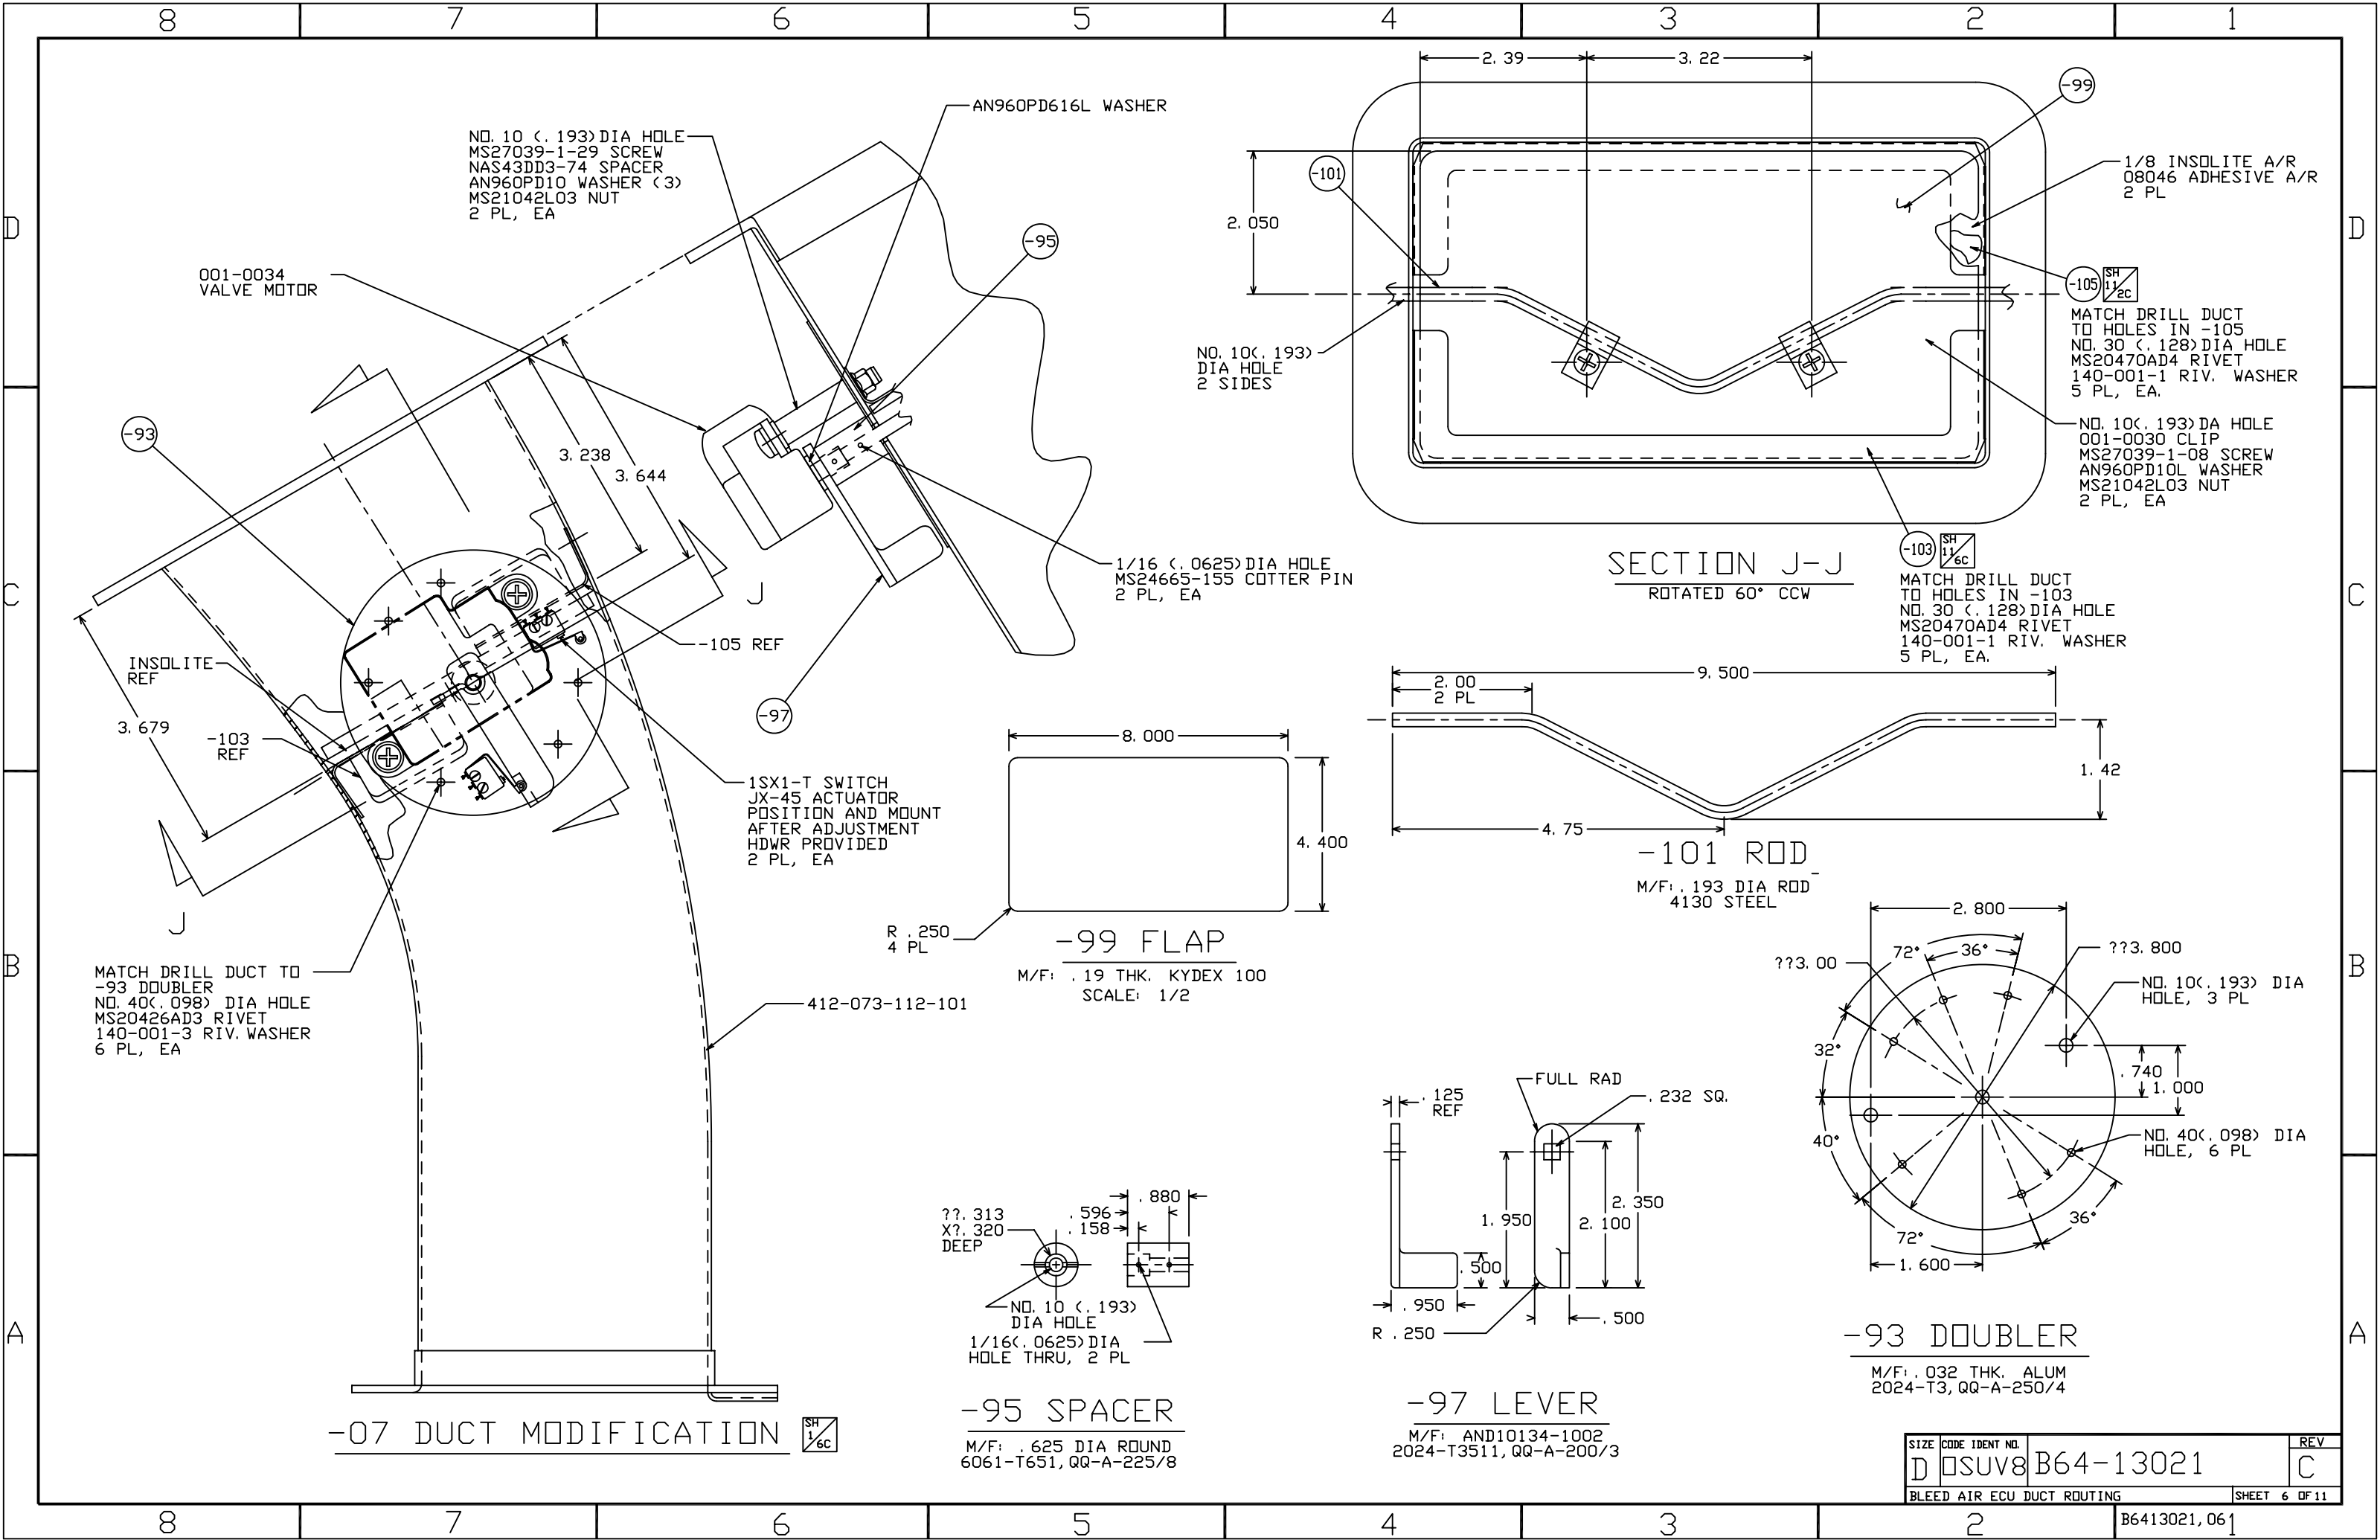 8 7 6 5 4 3 2 1
D
C
B
A
D
C
B
A
AN960PD616L WASHER
NO. 10 (.193) DIA HOLE
MS27039-1-29 SCREW
NAS43DD3-74 SPACER
AN960PD10 WASHER (3)
MS21042L03 NUT
2 PL, EA
-95
001-0034
VALVE MOTOR
-93
3.238
3.644
J
1/16 (.0625) DIA HOLE
MS24665-155 COTTER PIN
2 PL, EA
-105 REF
INSOLITE
REF
-97
3.679
-103
REF
1SX1-T SWITCH
JX-45 ACTUATOR
POSITION AND MOUNT
AFTER ADJUSTMENT
HDWR PROVIDED
2 PL, EA
J
MATCH DRILL DUCT TO
-93 DOUBLER
NO. 40(.098) DIA HOLE
MS20426AD3 RIVET
140-001-3 RIV. WASHER
6 PL, EA
412-073-112-101
-07 DUCT MODIFICATION
SH
1
6C
2.39
3.22
-99
-101
2.050
1/8 INSOLITE A/R
08046 ADHESIVE A/R
2 PL
-105
SH
11
2C
MATCH DRILL DUCT
TO HOLES IN -105
NO. 30 (.128) DIA HOLE
MS20470AD4 RIVET
140-001-1 RIV. WASHER
5 PL, EA.
NO. 10(.193)
DIA HOLE
2 SIDES
NO. 10(.193) DA HOLE
001-0030 CLIP
MS27039-1-08 SCREW
AN960PD10L WASHER
MS21042L03 NUT
2 PL, EA
SECTION J-J
ROTATED 60° CCW
-103
SH
11
6C
MATCH DRILL DUCT
TO HOLES IN -103
NO. 30 (.128) DIA HOLE
MS20470AD4 RIVET
140-001-1 RIV. WASHER
5 PL, EA.
9.500
2.00
2 PL
1.42
4.75
-101 ROD
M/F: .193 DIA ROD
4130 STEEL
8.000
4.400
R .250
4 PL
-99 FLAP
M/F: .19 THK. KYDEX 100
SCALE: 1/2
2.800
72°
36°
??3.800
??3.00
NO. 10(.193) DIA
HOLE, 3 PL
32°
.740
1.000
40°
NO. 40(.098) DIA
HOLE, 6 PL
36°
72°
1.600
-93 DOUBLER
M/F: .032 THK. ALUM
2024-T3, QQ-A-250/4
.125
REF
FULL RAD
.232 SQ.
1.950
2.350
2.100
.500
.950
R .250
.500
-97 LEVER
M/F: AND10134-1002
2024-T3511, QQ-A-200/3
.880
??.313
X?.320
DEEP
.596
.158
NO. 10 (.193)
DIA HOLE
1/16(.0625) DIA
HOLE THRU, 2 PL
-95 SPACER
M/F: .625 DIA ROUND
6061-T651, QQ-A-225/8
SIZE CODE IDENT NO. REV
D OSUV8 B64-13021 C
BLEED AIR ECU DUCT ROUTING SHEET 6 OF 11
8 7 6 5 4 3 2 1
B6413021,06